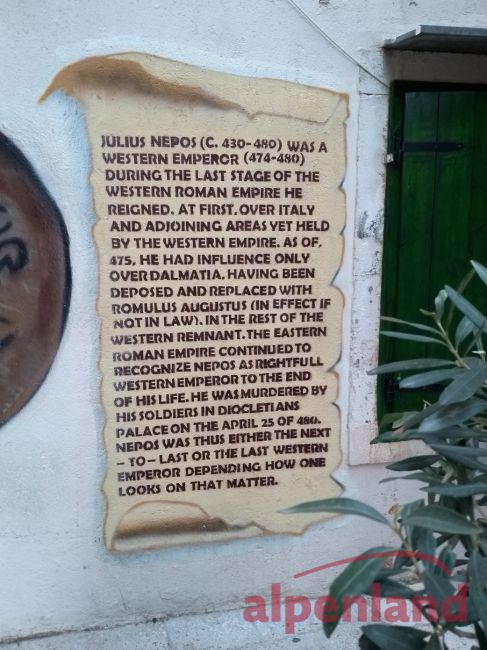 JULIUS NEPOS (C. 430-480) WAS A
WESTERN EMPEROR (474-480)
DURING THE LAST STAGE OF THE
WESTERN ROMAN EMPIRE HE
REIGNED. AT FIRST. OVER ITALY
AND ADJOINING AREAS YET HELD
BY THE WESTERN EMPIRE. AS OF.
475. HE HAD INFLUENCE ONLY
OVER DALMATIA. HAVING BEEN
DEPOSED AND REPLACED WITH
ROMULUS AUGUSTUS (IN EFFECT IF
NOT IN LAW). IN THE REST OF THE
WESTERN REMNANT. THE EASTERN
ROMAN EMPIRE CONTINUED TO
RECOGNIZE NEPOS AS RIGHTFULL
WESTERN EMPEROR TO THE END
OF HIS LIFE. HE WAS MURDERED BY
HIS SOLDIERS IN DIOCLETIANS
PALACE ON THE APRIL 25 OF 480.
NEPOS WAS THUS EITHER THE NEXT
– TO – LAST OR THE LAST WESTERN
EMPEROR DEPENDING HOW ONE
LOOKS ON THAT MATTER.
alpenland